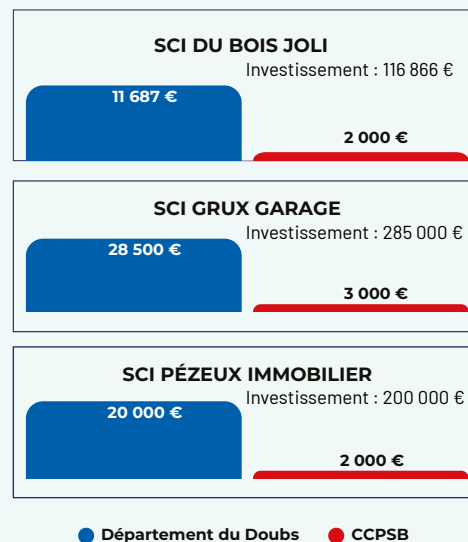 SCI DU BOIS JOLI
Investissement : 116 866 €
11 687 €
2 000 €
SCI GRUX GARAGE
Investissement : 285 000 €
28 500 €
3 000 €
SCI PÉZEUX IMMOBILIER
Investissement : 200 000 €
20 000 €
2 000 €
Département du Doubs CCPSB